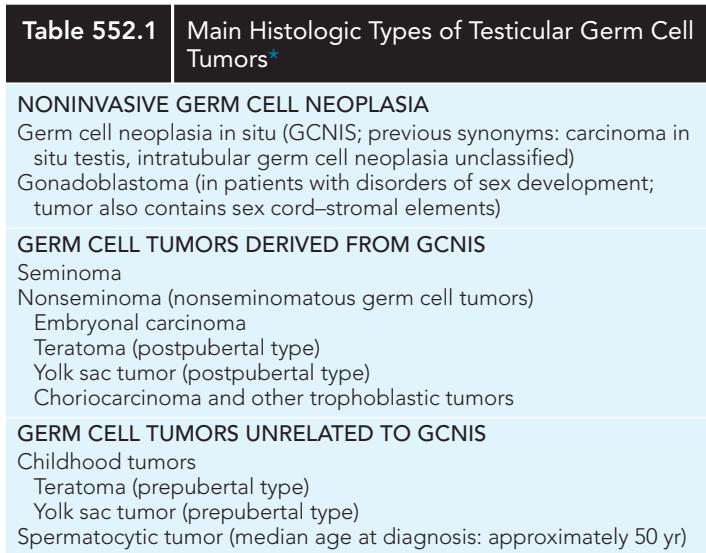 Table 552.1
Main Histologic Types of Testicular Germ Cell
Tumors*
NONINVASIVE GERM CELL NEOPLASIA
Germ cell neoplasia in situ (GCNIS; previous synonyms: carcinoma in
situ testis, intratubular germ cell neoplasia unclassified)
Gonadoblastoma (in patients with disorders of sex development;
tumor also contains sex cord–stromal elements)
GERM CELL TUMORS DERIVED FROM GCNIS
Seminoma
Nonseminoma (nonseminomatous germ cell tumors)
Embryonal carcinoma
Teratoma (postpubertal type)
Yolk sac tumor (postpubertal type)
Choriocarcinoma and other trophoblastic tumors
GERM CELL TUMORS UNRELATED TO GCNIS
Childhood tumors
Teratoma (prepubertal type)
Yolk sac tumor (prepubertal type)
Spermatocytic tumor (median age at diagnosis: approximately 50 yr)